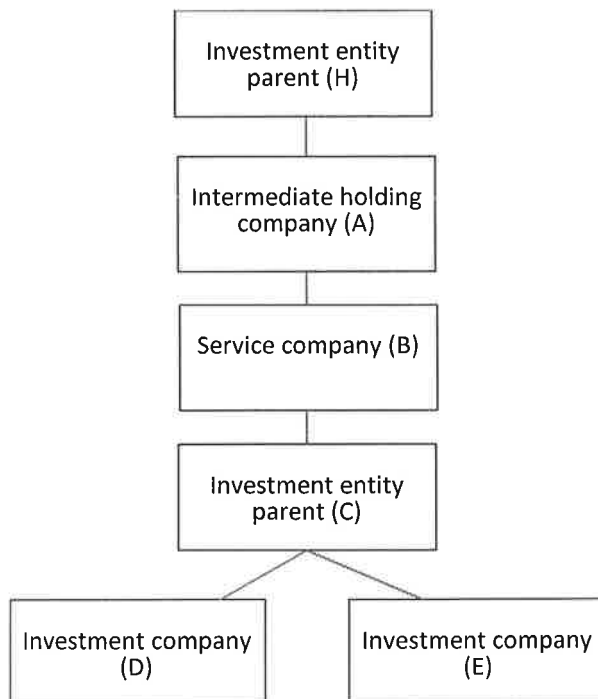 Investment entity
parent (H)
Intermediate holding
company (A)
Service company (B)
Investment entity
parent (C)
Investment company
(D)
Investment company
(E)